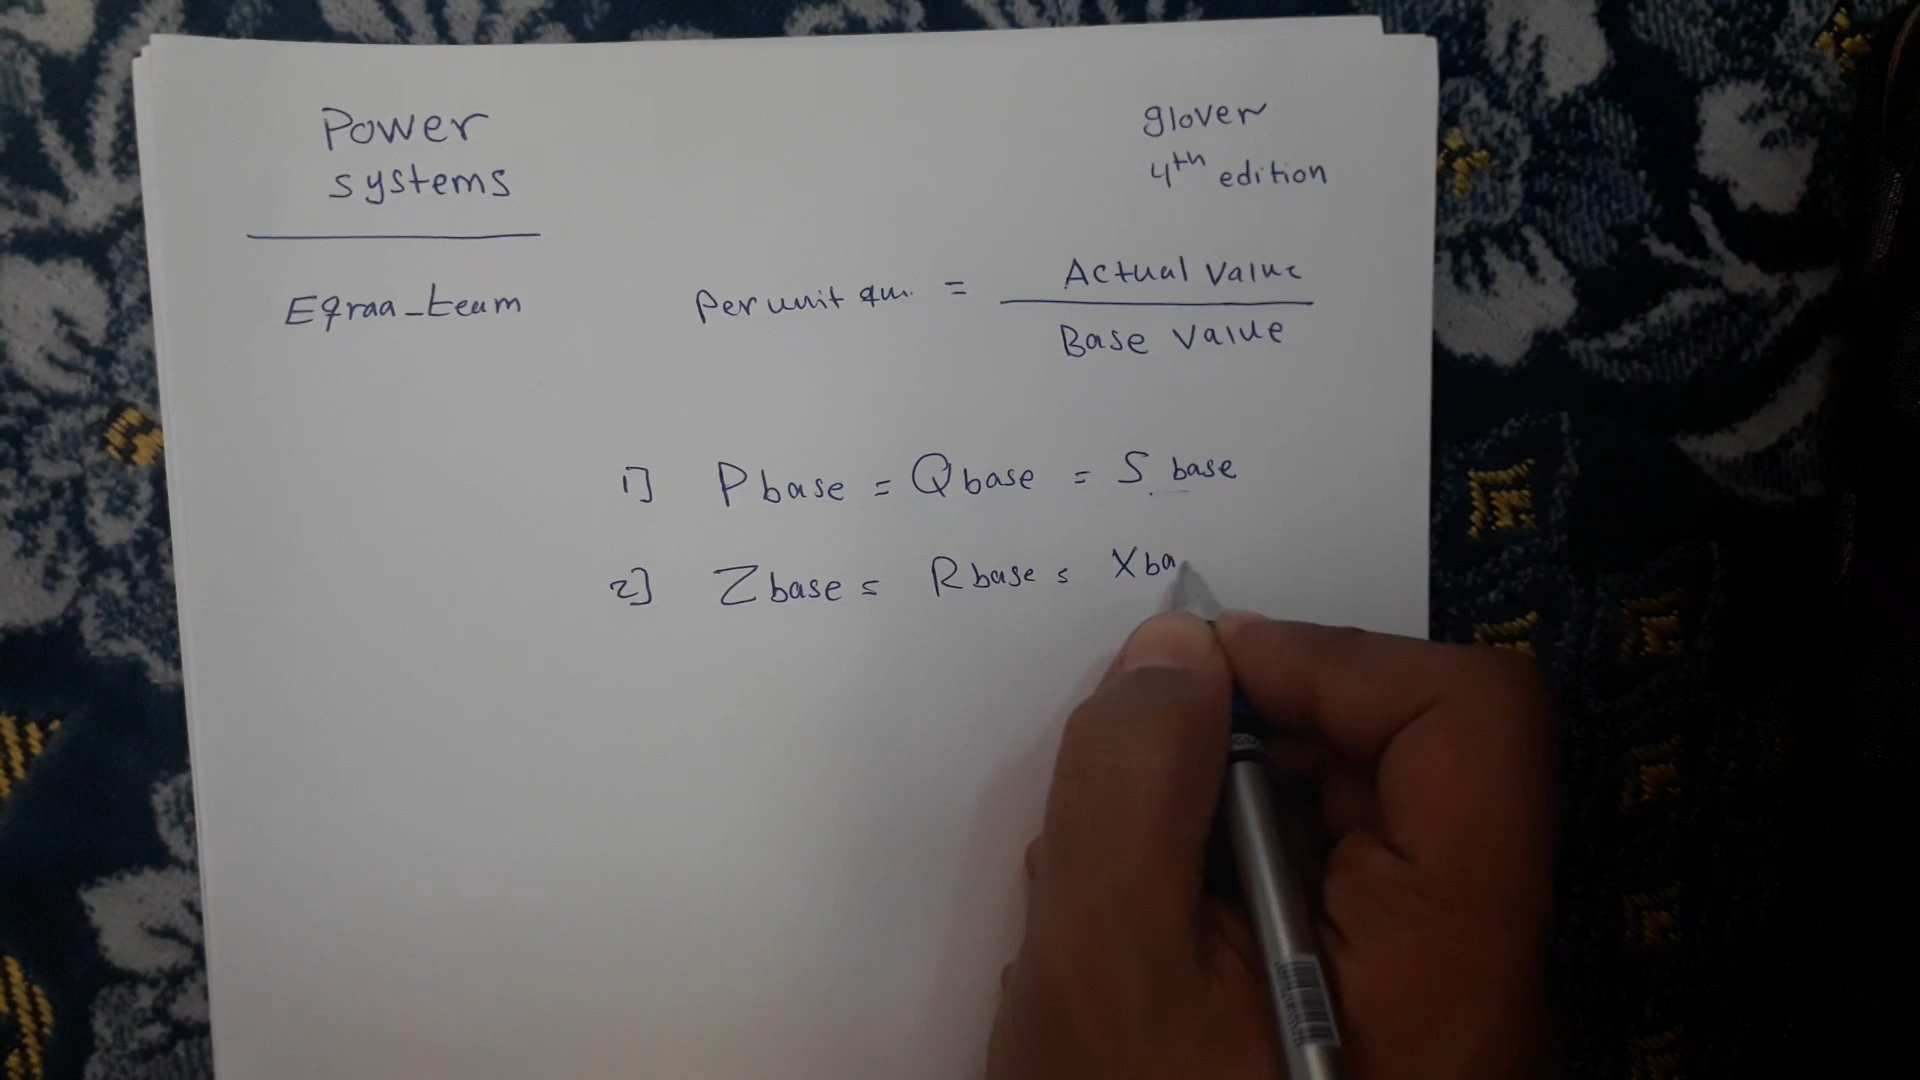 Power
systems
glover
4th edition
Eqraa_team
Per unit qu. =
Actual Value
Base Value
1] Pbase = Qbase = S base
2] Zbase = Rbase = Xba